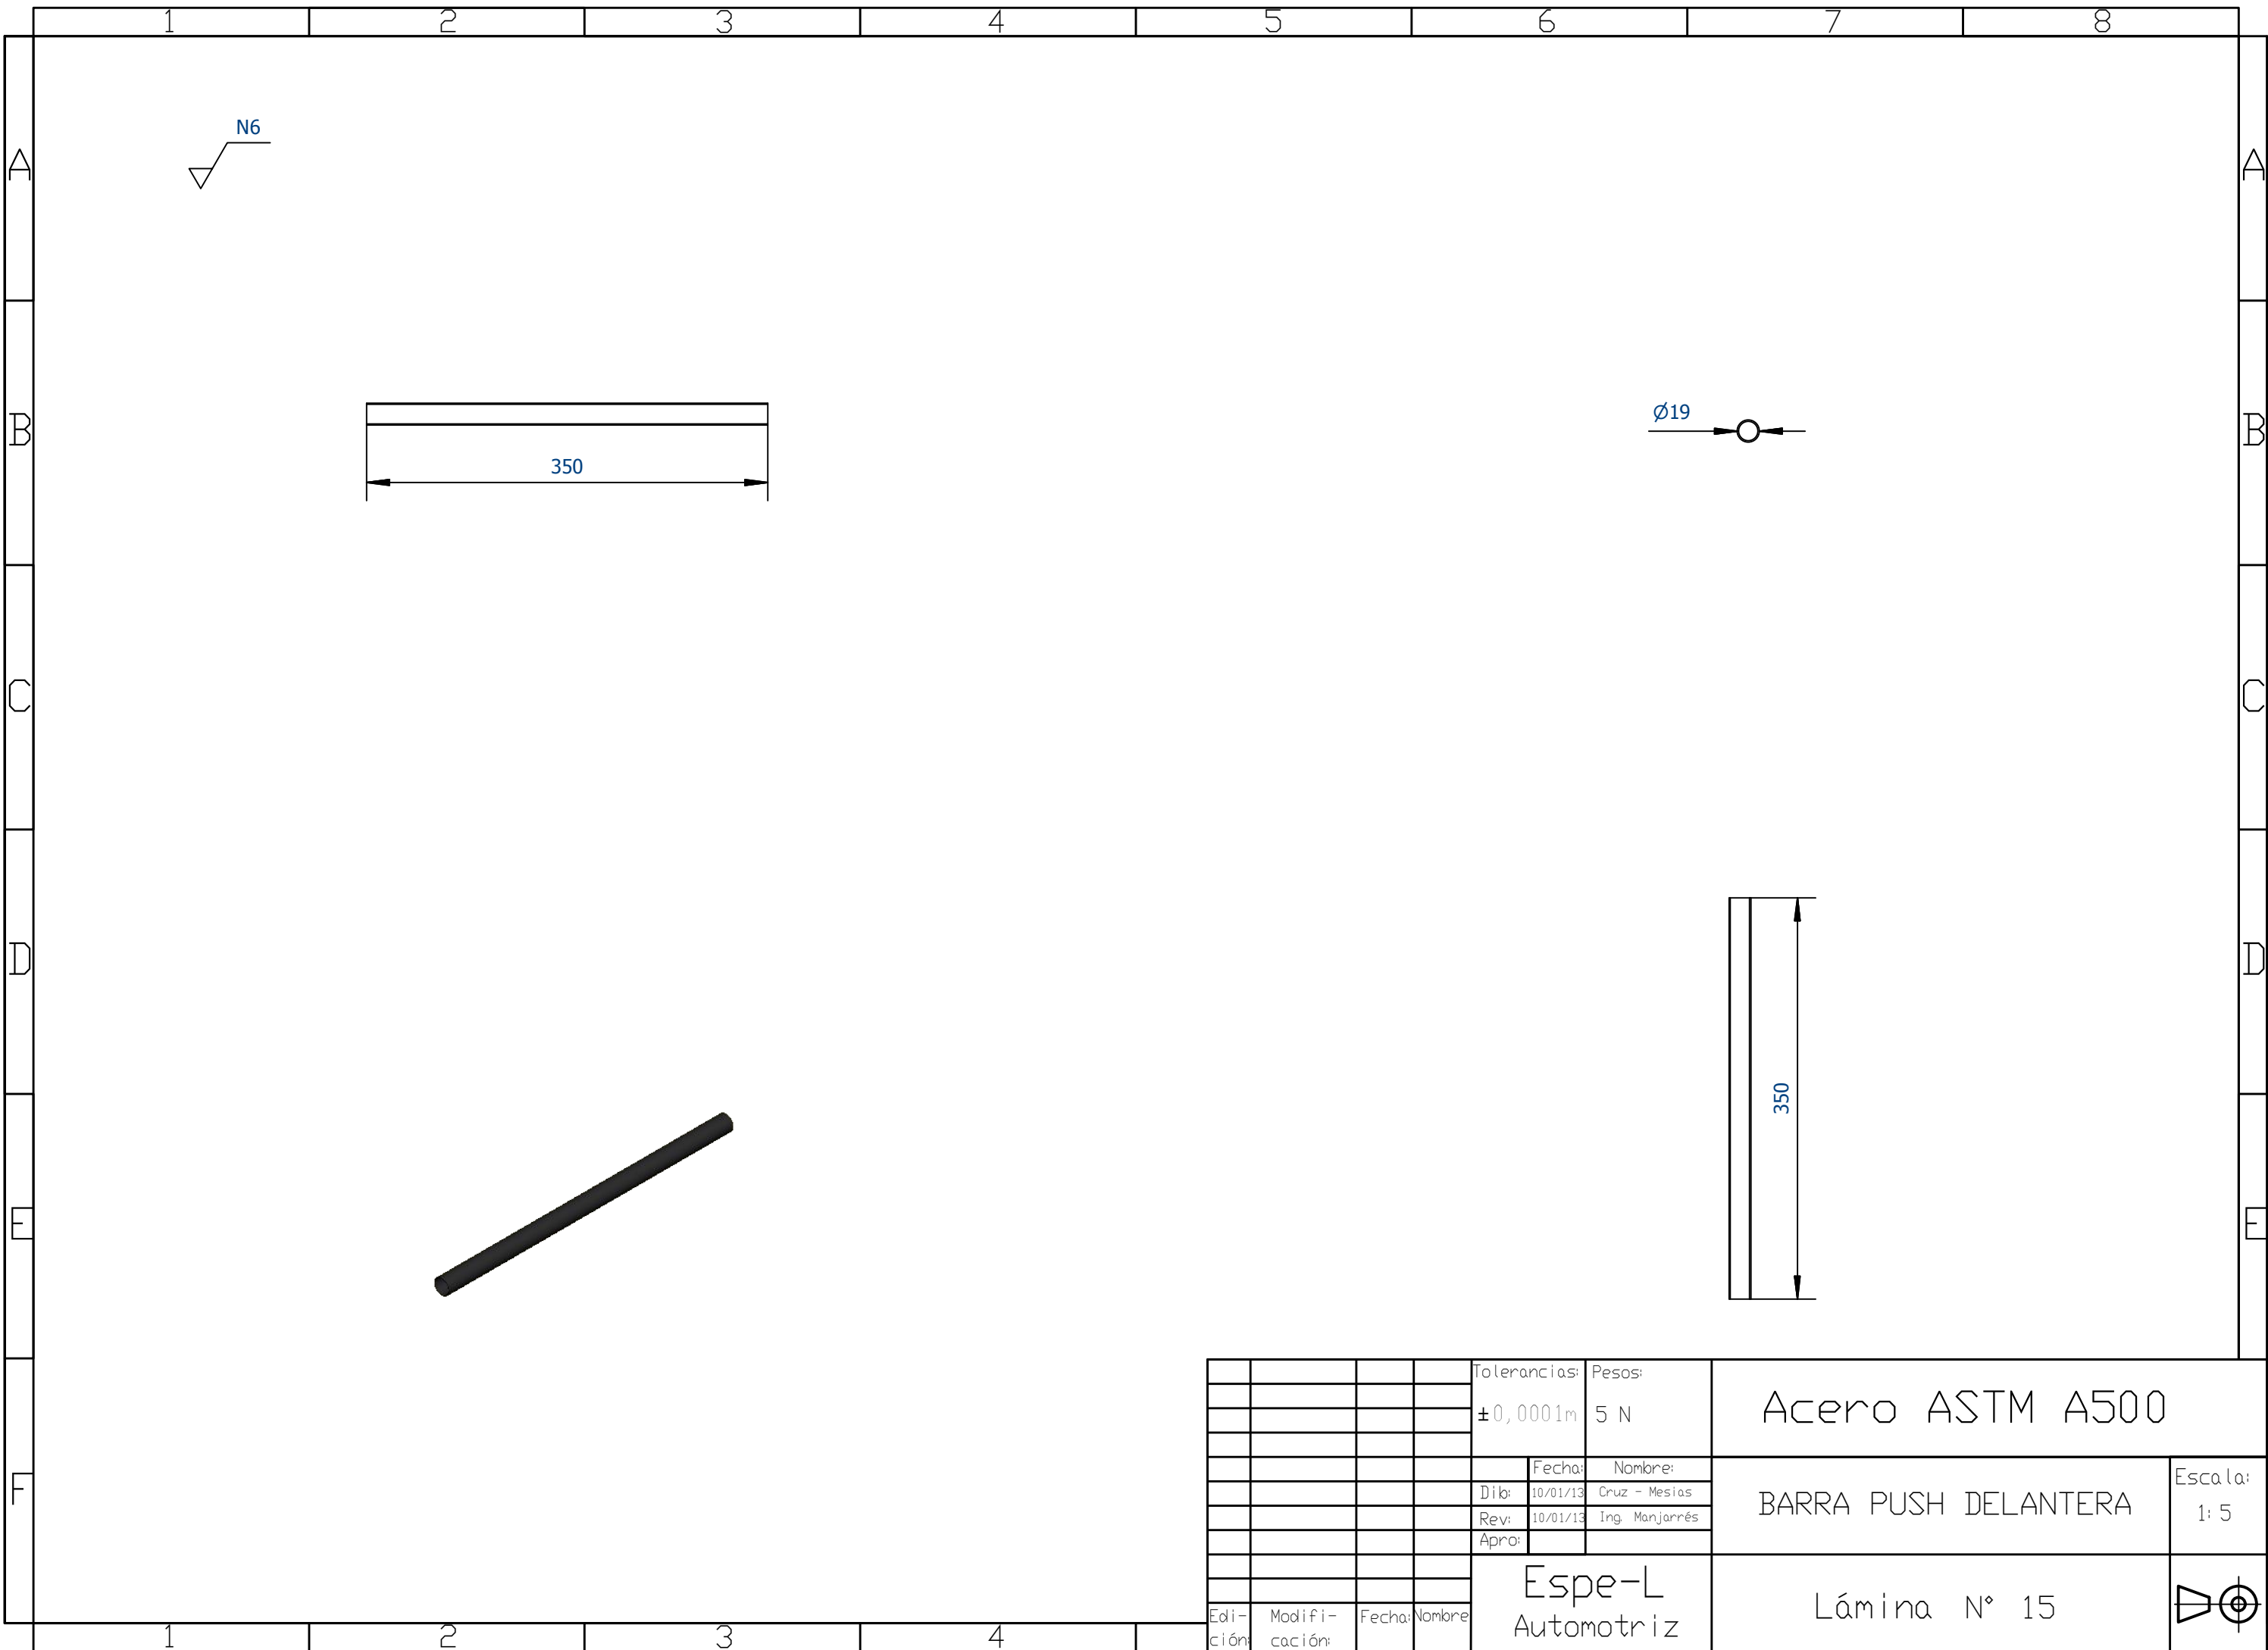 1 2 3 4 5 6 7 8
A A
N6
B B
Ø19
350
C C
D D
350
E E
F
Tolerancias: Pesos:
±0,0001m 5 N
Acero ASTM A500
Fecha: Nombre:
Dib: 10/01/13 Cruz - Mesias
Rev: 10/01/13 Ing. Manjarrés
Apro:
BARRA PUSH DELANTERA
Escala:
1:5
Espe-L
Automotriz
Lámina N° 15
Edi-
ción:
Modifi-
cación:
Fecha: Nombre
1 2 3 4